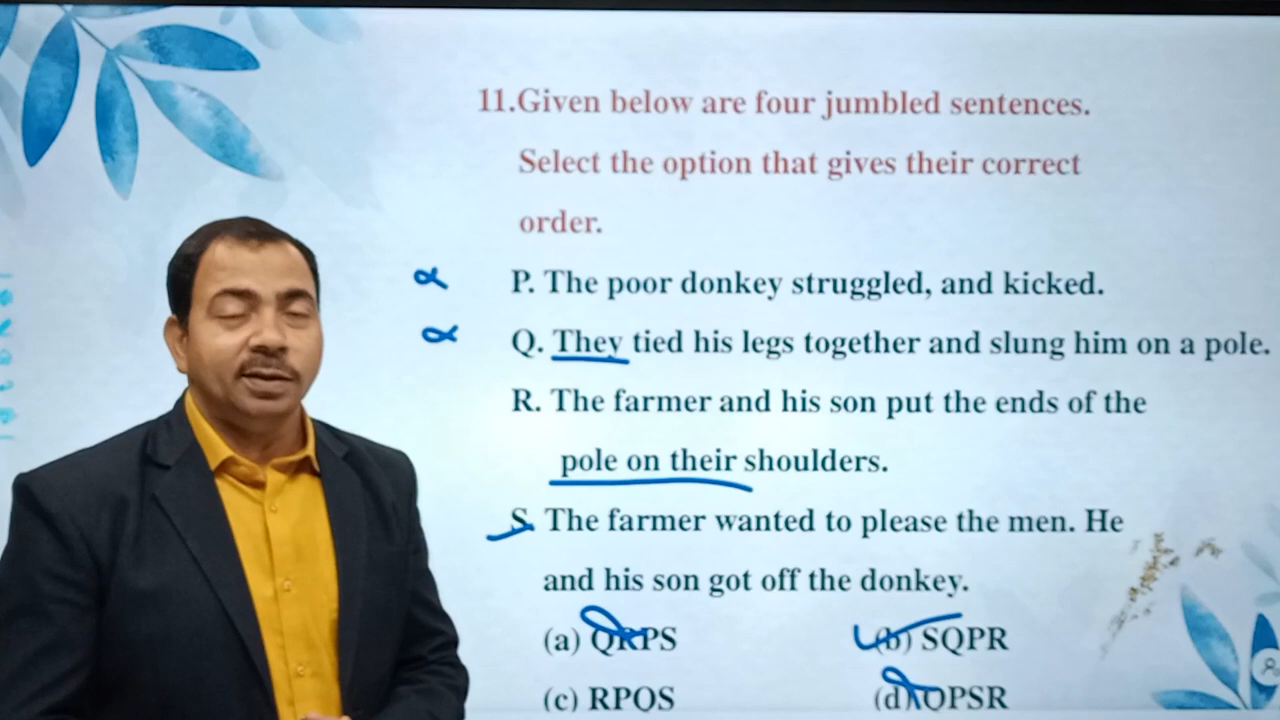 11.Given below are four jumbled sentences.
Select the option that gives their correct
order.
P. The poor donkey struggled, and kicked.
Q. They tied his legs together and slung him on a pole.
R. The farmer and his son put the ends of the
pole on their shoulders.
S. The farmer wanted to please the men. He
and his son got off the donkey.
(a) QRPS (b) SQPR
(c) RPQS (d) QPSR